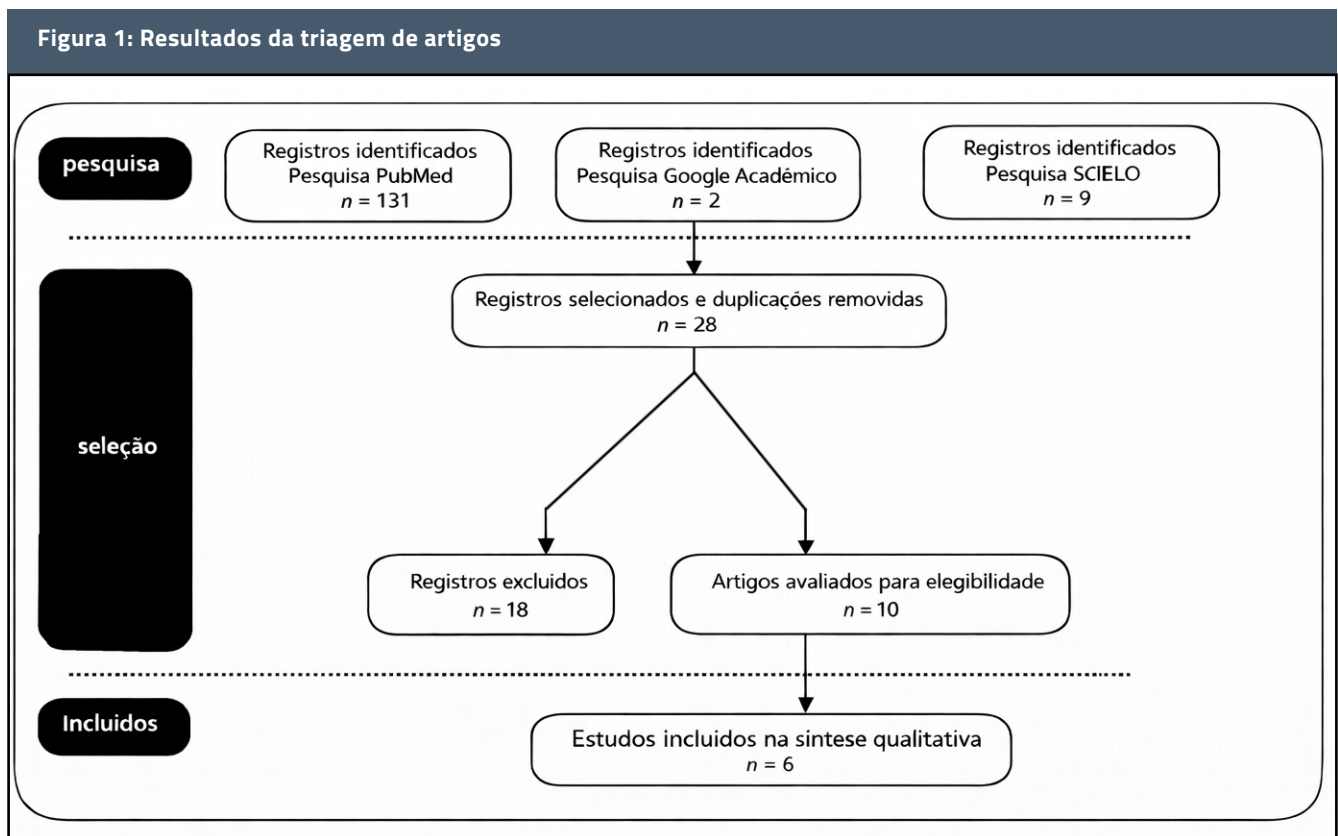 Figura 1: Resultados da triagem de artigos
pesquisa
Registros identificados
Pesquisa PubMed
n = 131
Registros identificados
Pesquisa Google Acadêmico
n = 2
Registros identificados
Pesquisa SCIELO
n = 9
seleção
Registros selecionados e duplicações removidas
n = 28
Registros excluidos
n = 18
Artigos avaliados para elegibilidade
n = 10
Incluidos
Estudos incluidos na sintese qualitativa
n = 6